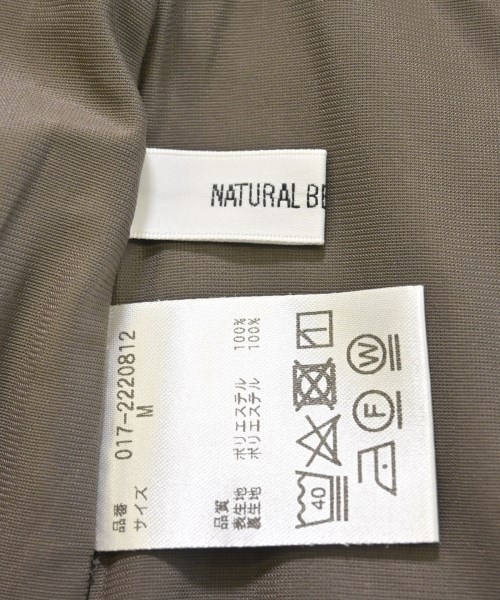 NATURAL BE
品番 017-2220812
サイズ M
品質
表生地 ポリエステル 100%
裏生地 ポリエステル 100%
40
F
W